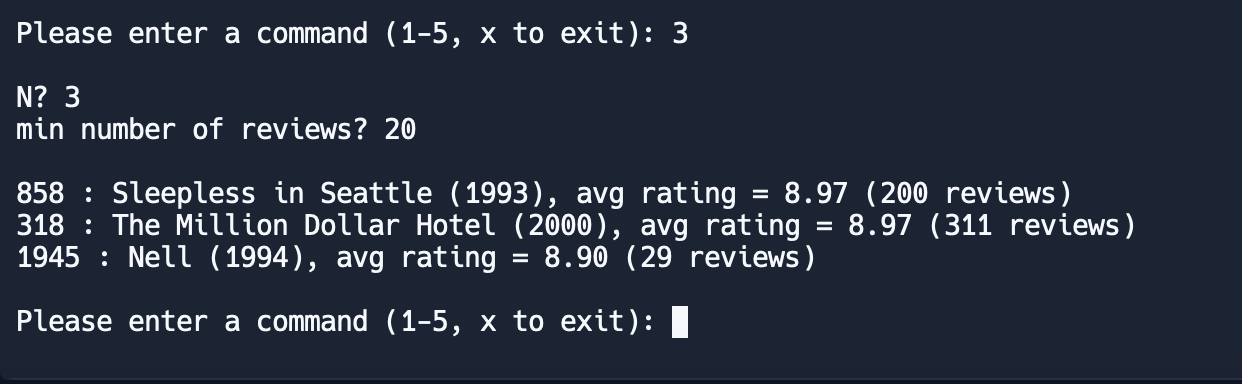 Please enter a command (1-5, x to exit): 3
N? 3
min number of reviews? 20
858 : Sleepless in Seattle (1993), avg rating = 8.97 (200 reviews)
318 : The Million Dollar Hotel (2000), avg rating = 8.97 (311 reviews)
1945 : Nell (1994), avg rating = 8.90 (29 reviews)
Please enter a command (1-5, x to exit):